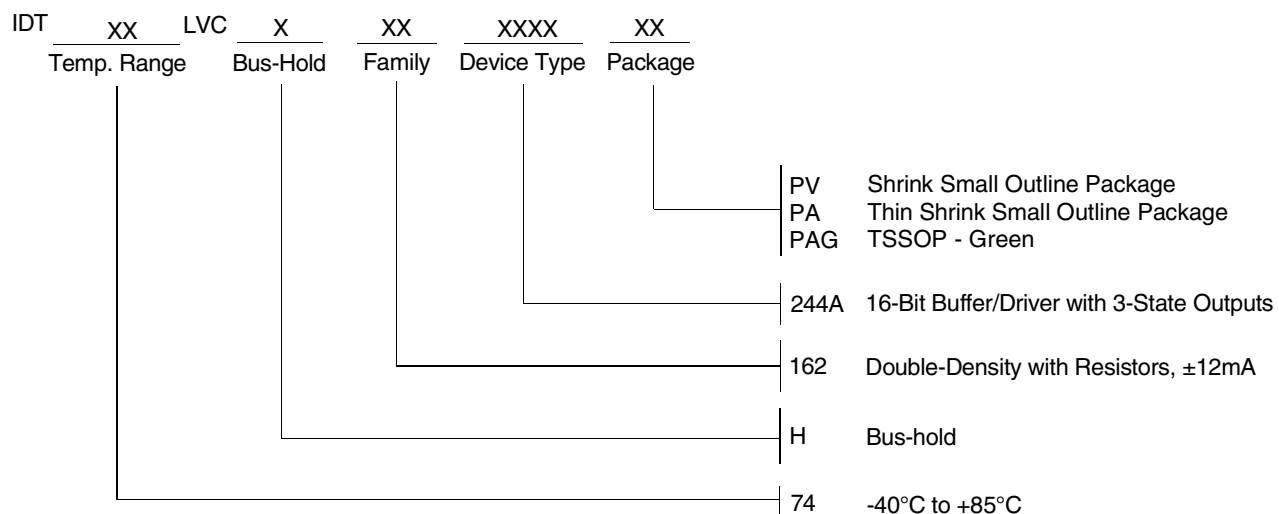 IDT XX LVC X XX XXXX XX
Temp. Range Bus-Hold Family Device Type Package
PV Shrink Small Outline Package
PA Thin Shrink Small Outline Package
PAG TSSOP - Green
244A 16-Bit Buffer/Driver with 3-State Outputs
162 Double-Density with Resistors, ±12mA
H Bus-hold
74 -40°C to +85°C